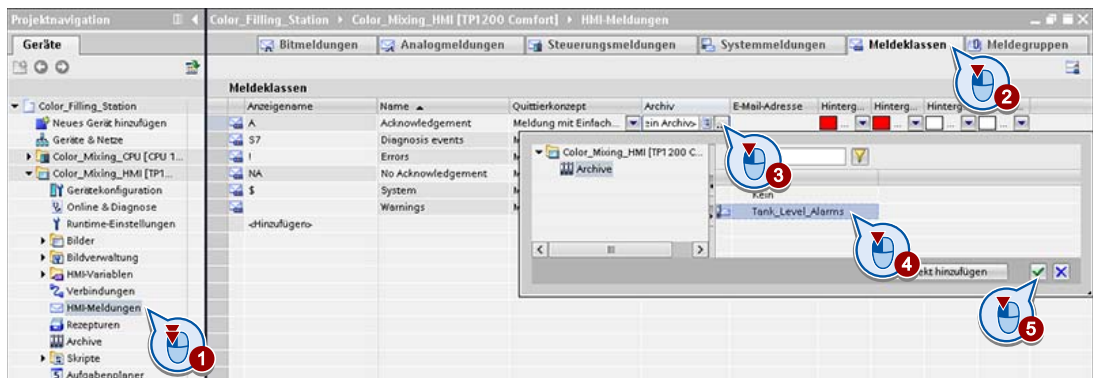 Projektnavigation
Color_Filling_Station ▸ Color_Mixing_HMI [TP1200 Comfort] ▸ HMI-Meldungen
Geräte
Bitmeldungen
Analogmeldungen
Steuerungsmeldungen
Systemmeldungen
Meldeklassen
Meldegruppen
2
Meldeklassen
Anzeigename Name Quittierkonzept Archiv E-Mail-Adresse Hinterg... Hinterg... Hinterg...
A Acknowledgement Meldung mit Einfach... ... ... ... ... ...
S7 Diagnosis events
! Errors
NA No Acknowledgement
$ System
Warnings
<Hinzufügen>
Color_Filling_Station
Neues Gerät hinzufügen
Geräte & Netze
Color_Mixing_CPU [CPU 1...
Color_Mixing_HMI [TP1...
Gerätekonfiguration
Online & Diagnose
Runtime-Einstellungen
Bilder
Bildverwaltung
HMI-Variablen
Verbindungen
HMI-Meldungen
Rezepturen
Archive
Skripte
Aufgabenplaner
1
Color_Mixing_HMI [TP1200 C...
Archive
3
Kein
Tank_Level_Alarms
4
hinzufügen
5